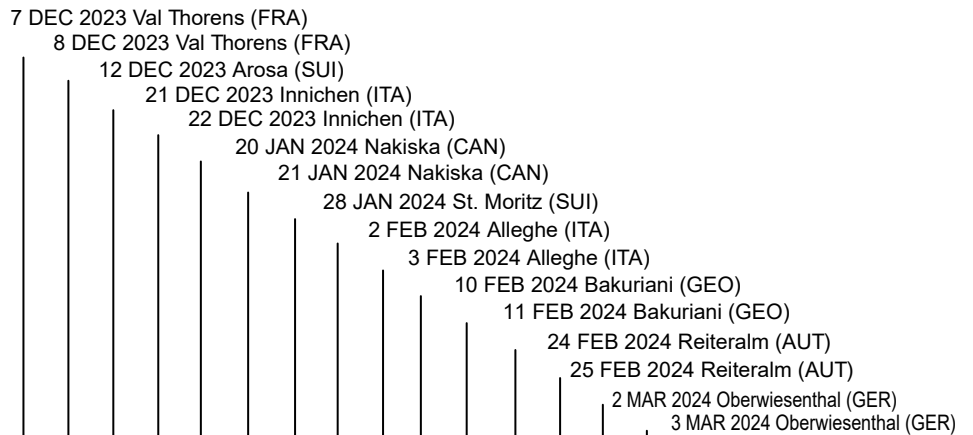 7 DEC 2023 Val Thorens (FRA)
8 DEC 2023 Val Thorens (FRA)
12 DEC 2023 Arosa (SUI)
21 DEC 2023 Innichen (ITA)
22 DEC 2023 Innichen (ITA)
20 JAN 2024 Nakiska (CAN)
21 JAN 2024 Nakiska (CAN)
28 JAN 2024 St. Moritz (SUI)
2 FEB 2024 Alleghe (ITA)
3 FEB 2024 Alleghe (ITA)
10 FEB 2024 Bakuriani (GEO)
11 FEB 2024 Bakuriani (GEO)
24 FEB 2024 Reiteralm (AUT)
25 FEB 2024 Reiteralm (AUT)
2 MAR 2024 Oberwiesenthal (GER)
3 MAR 2024 Oberwiesenthal (GER)